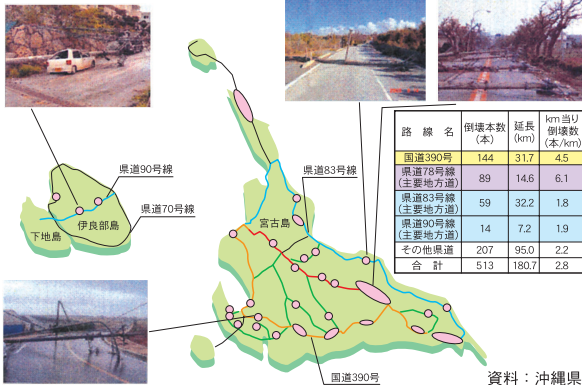 路線名 倒壊本数(本) 延長(km) km当り倒壊数(本/km)
国道390号 144 31.7 4.5
県道78号線(主要地方道) 89 14.6 6.1
県道83号線(主要地方道) 59 32.2 1.8
県道90号線(主要地方道) 14 7.2 1.9
その他県道 207 95.0 2.2
合計 513 180.7 2.8
県道90号線
県道83号線
県道70号線
宮古島
伊良部島
下地島
国道390号
資料:沖縄県